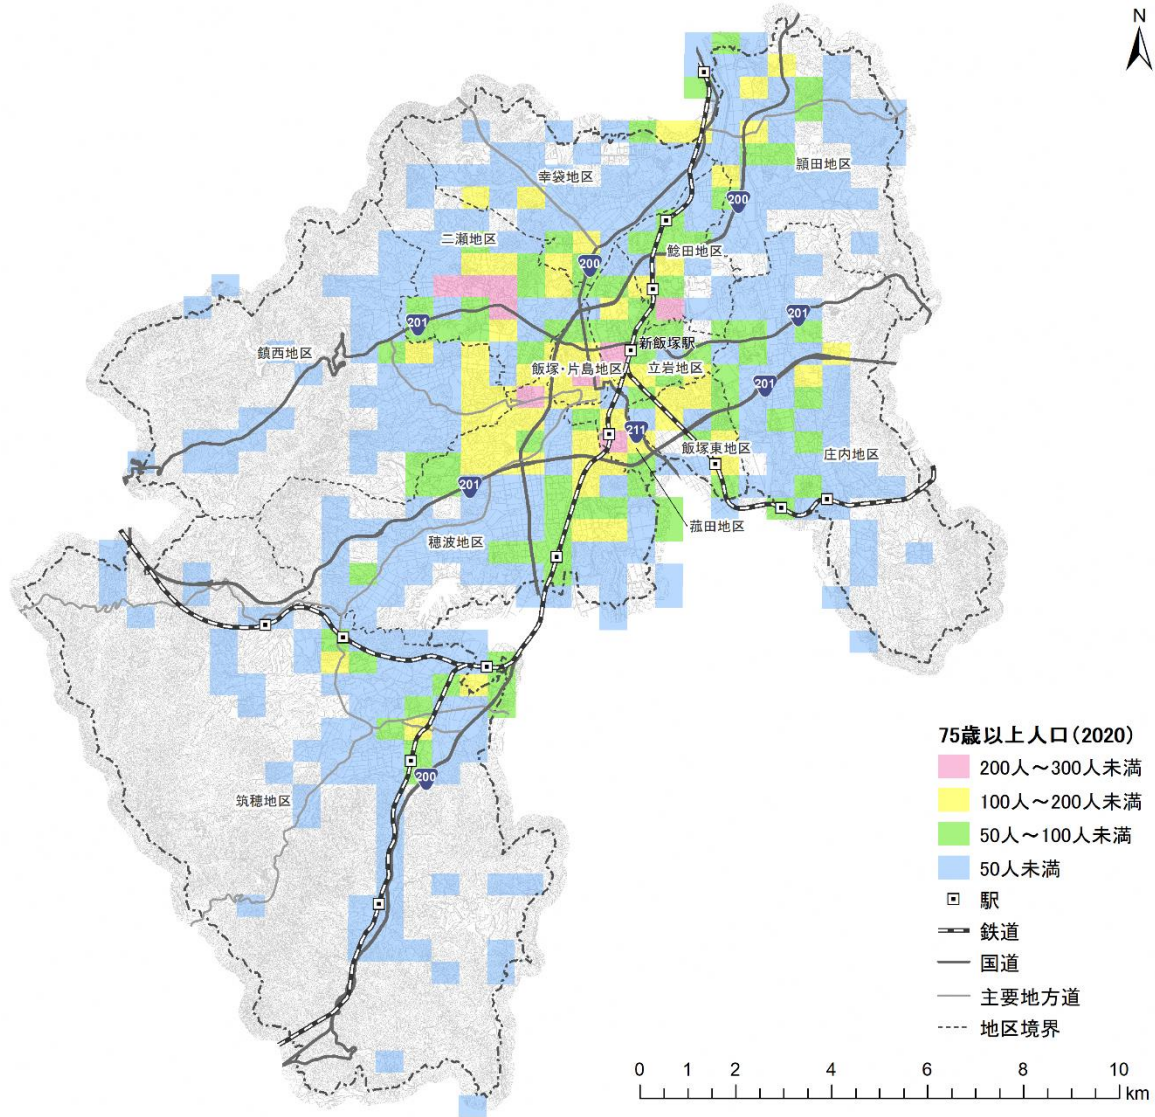 N
200
頴田地区
幸袋地区
二瀬地区
鯰田地区
200
201
201
新飯塚駅
鎮西地区
飯塚・片島地区
立岩地区
201
211
飯塚東地区
庄内地区
201
菰田地区
穂波地区
200
筑穂地区
75歳以上人口(2020)
200人～300人未満
100人～200人未満
50人～100人未満
50人未満
駅
鉄道
国道
主要地方道
地区境界
0 1 2 4 6 8 10
km